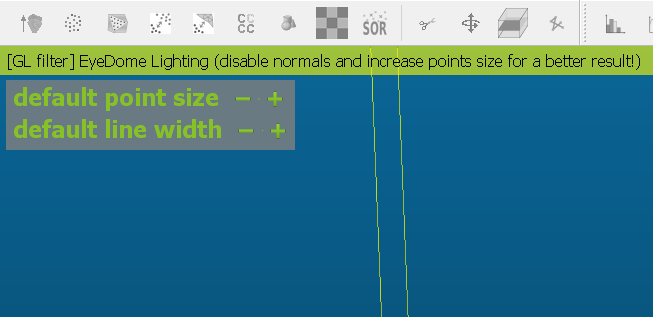 CC
CC
SOR
[GL filter] EyeDome Lighting (disable normals and increase points size for a better result!)
default point size - +
default line width - +